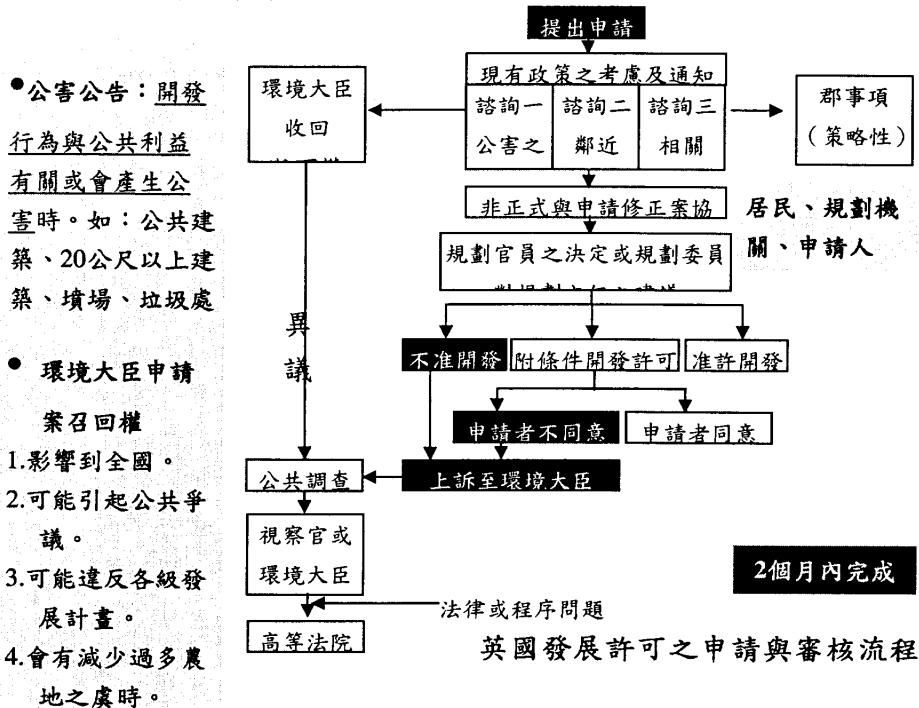 ●公害公告：開發
行為與公共利益
有關或會產生公
害時。如：公共建
築、20公尺以上建
築、墳場、垃圾處
● 環境大臣申請
案召回權
1.影響到全國。
2.可能引起公共爭
議。
3.可能違反各級發
展計畫。
4.會有減少過多農
地之虞時。
提出申請
現有政策之考慮及通知
環境大臣
收回
諮詢一
公害之
諮詢二
鄰近
諮詢三
相關
郡事項
（策略性）
非正式與申請修正案協
居民、規劃機
關、申請人
規劃官員之決定或規劃委員
異
議
不准開發
附條件開發許可
准許開發
申請者不同意
申請者同意
公共調查
上訴至環境大臣
視察官或
環境大臣
2個月內完成
法律或程序問題
高等法院
英國發展許可之申請與審核流程